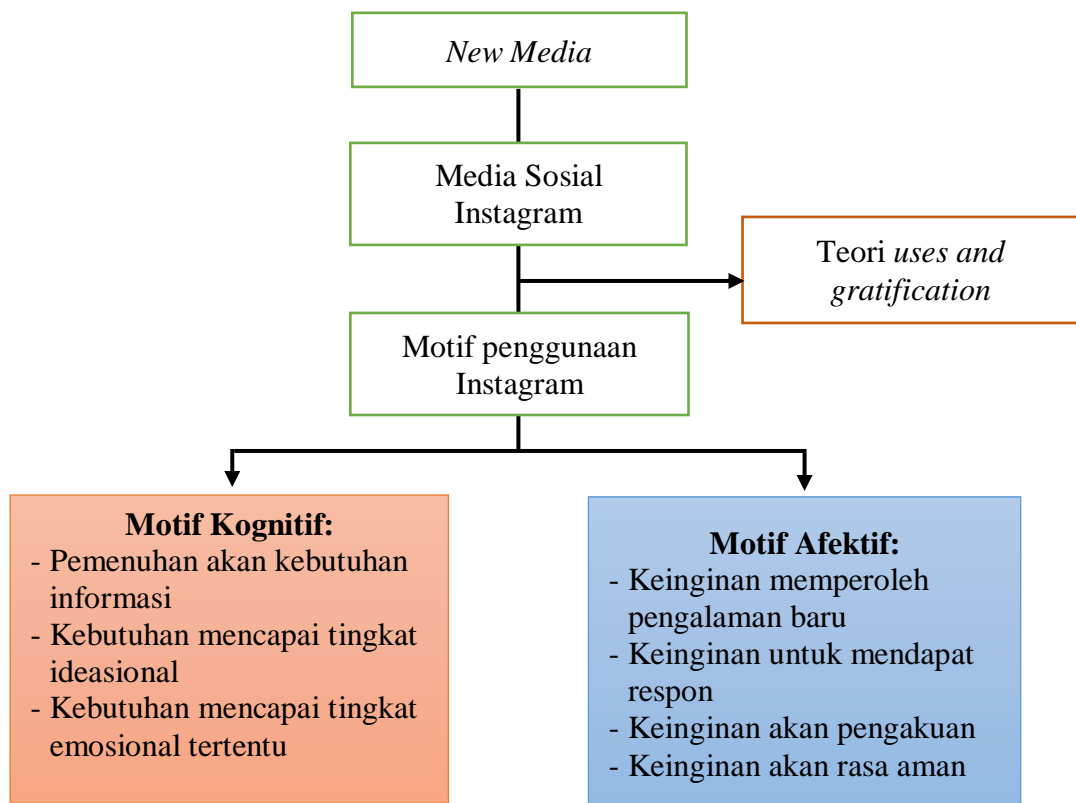 New Media
Media Sosial
Instagram
Teori uses and
gratification
Motif penggunaan
Instagram
Motif Kognitif:
- Pemenuhan akan kebutuhan
informasi
- Kebutuhan mencapai tingkat
ideasional
- Kebutuhan mencapai tingkat
emosional tertentu
Motif Afektif:
- Keinginan memperoleh
pengalaman baru
- Keinginan untuk mendapat
respon
- Keinginan akan pengakuan
- Keinginan akan rasa aman